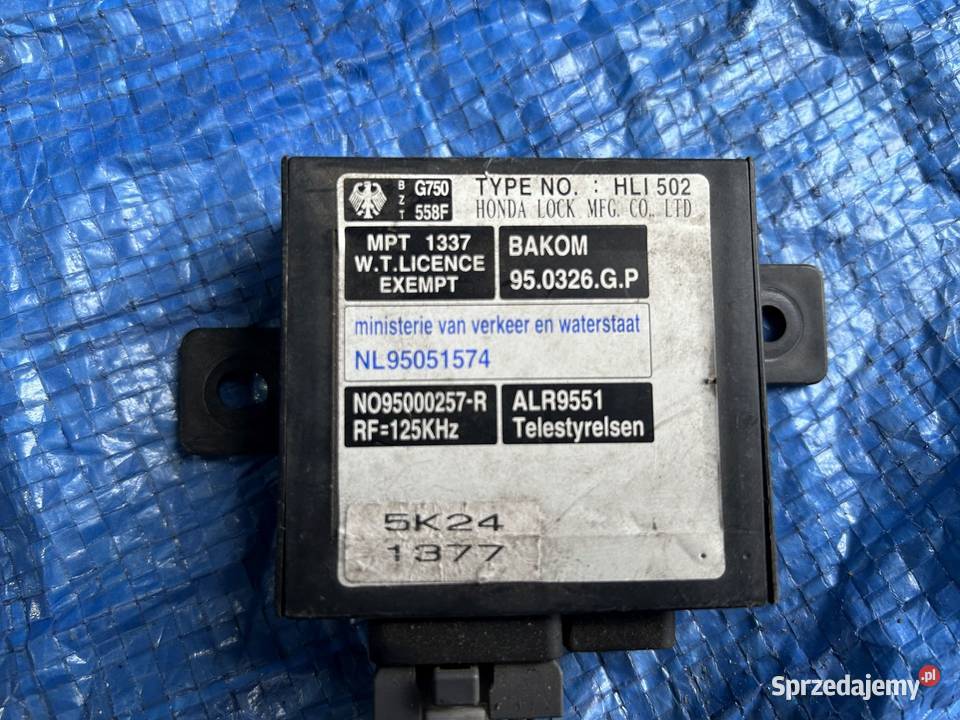 B Z T G750 558F
TYPE NO. : HLI 502
HONDA LOCK MFG. CO., LTD
MPT 1337
W.T.LICENCE
EXEMPT
BAKOM
95.0326.G.P
ministerie van verkeer en waterstaat
NL95051574
NO95000257-R
RF=125KHz
ALR9551
Telestyrelsen
5K24
1377
Sprzedajemy.pl